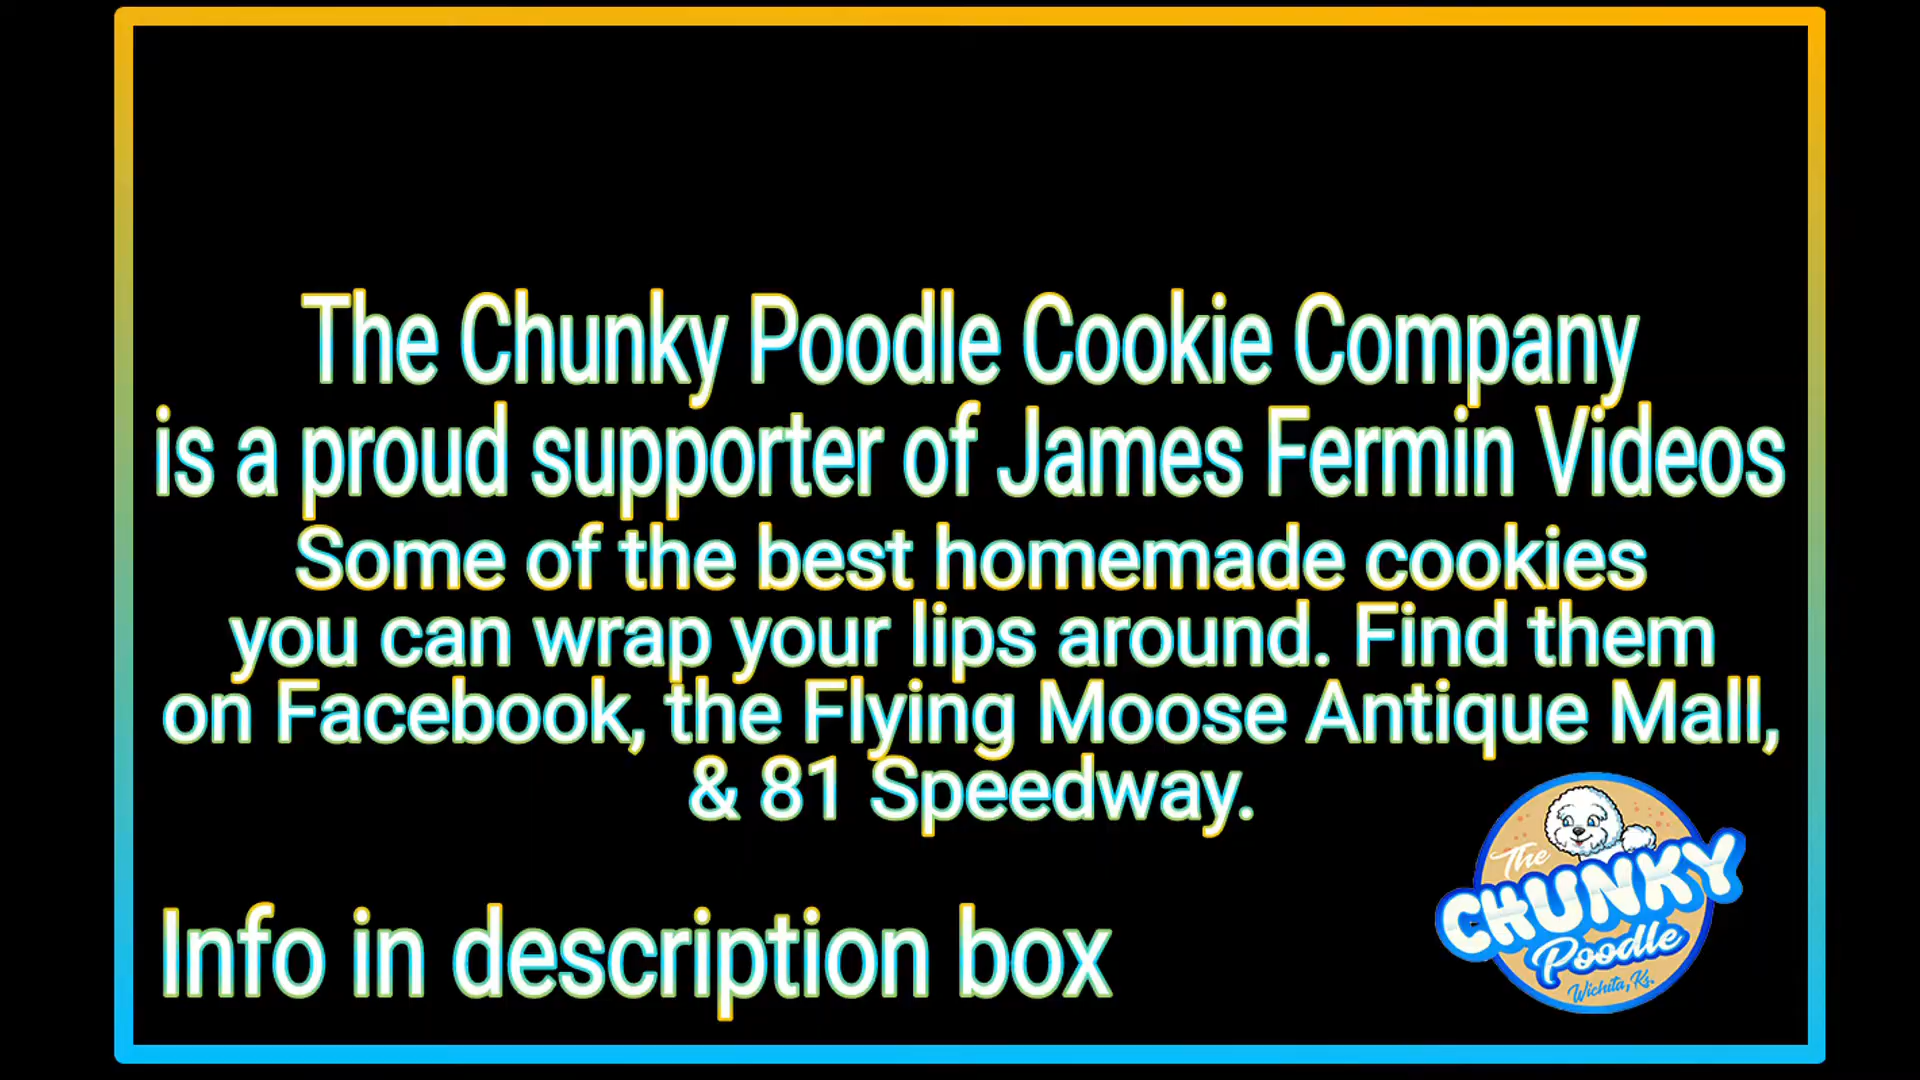 The Chunky Poodle Cookie Company
is a proud supporter of James Fermin Videos
Some of the best homemade cookies
you can wrap your lips around. Find them
on Facebook, the Flying Moose Antique Mall,
& 81 Speedway.
The
CHUNKY
Poodle
Wichita, Ks.
Info in description box